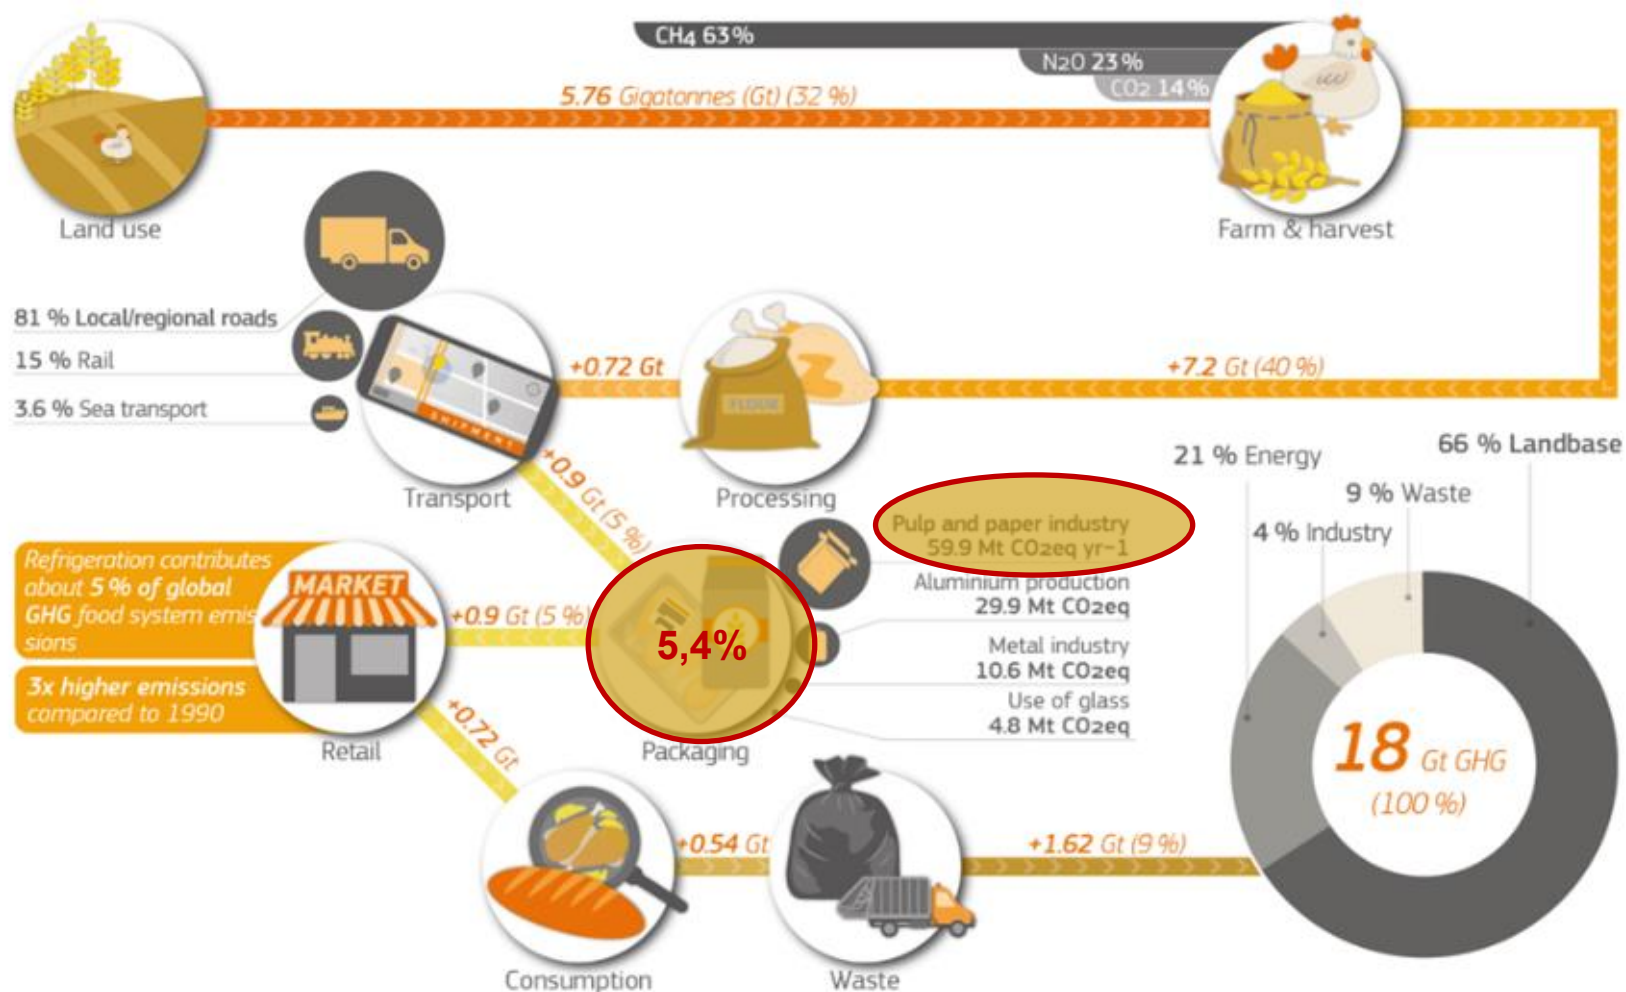 CH4 63%
N2O 23%
CO2 14%
5.76 Gigatonnes (Gt) (32 %)
Land use
Farm & harvest
81 % Local/regional roads
15 % Rail
3.6 % Sea transport
SHIPMENT
Transport
+0.72 Gt
FLOUR
Processing
+7.2 Gt (40 %)
+0.9 Gt (5 %)
Pulp and paper industry
59.9 Mt CO2eq yr-1
Aluminium production
29.9 Mt CO2eq
Metal industry
10.6 Mt CO2eq
Use of glass
4.8 Mt CO2eq
5,4%
Packaging
+0.9 Gt (5 %)
Refrigeration contributes
about 5 % of global
GHG food system emis
sions
3x higher emissions
compared to 1990
MARKET
Retail
+0.72 Gt
Consumption
+0.54 Gt
Waste
+1.62 Gt (9 %)
21 % Energy
66 % Landbase
9 % Waste
4 % Industry
18 Gt GHG
(100 %)